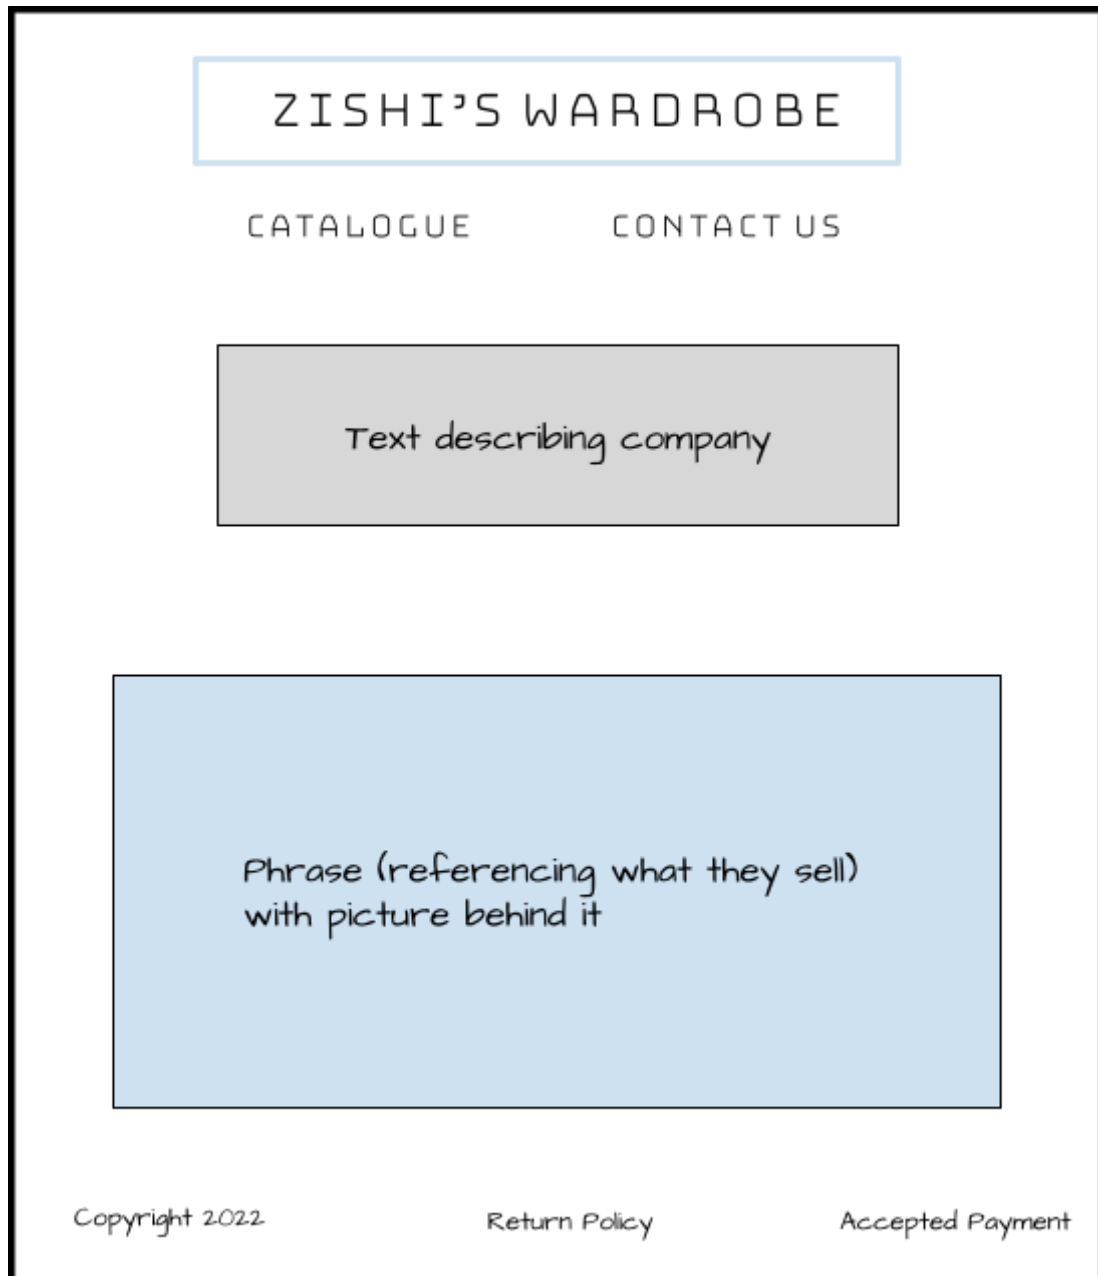 ZISHI'S WARDROBE
CATALOGUE CONTACT US
Text describing company
Phrase (referencing what they sell)
with picture behind it
Copyright 2022 Return Policy Accepted Payment